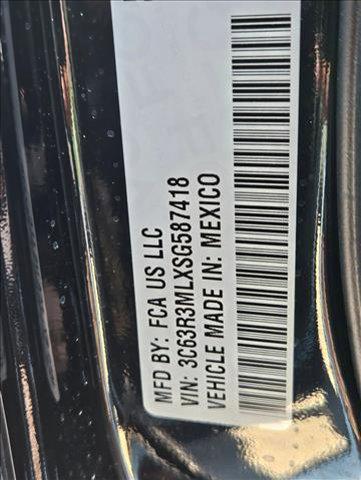 MFD BY: FCA US LLC
VIN: 3C63R3MLXSG587418
VEHICLE MADE IN: MEXICO